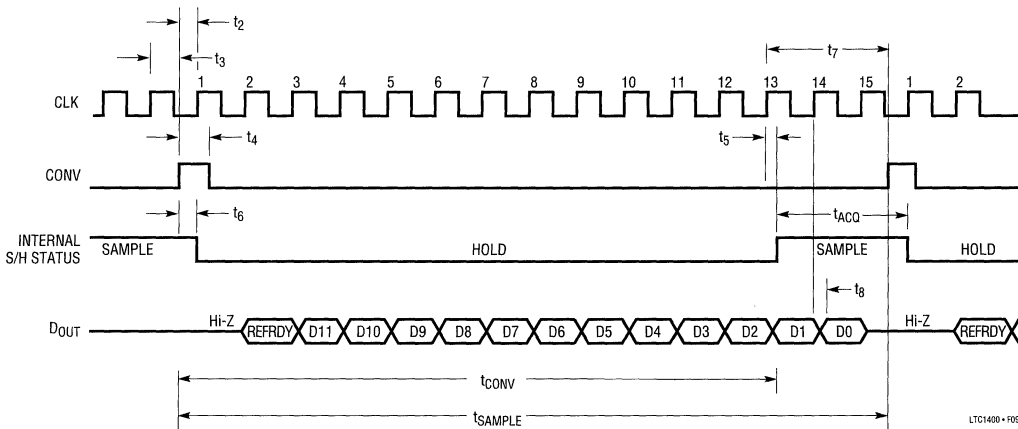 t2
t3
t7
1 2 3 4 5 6 7 8 9 10 11 12 13 14 15 1 2
CLK
t4
t5
CONV
t6
tACQ
INTERNAL
S/H STATUS
SAMPLE HOLD SAMPLE HOLD
t8
DOUT
Hi-Z REFRDY D11 D10 D9 D8 D7 D6 D5 D4 D3 D2 D1 D0 Hi-Z REFRDY
tCONV
tSAMPLE
LTC1400 • F09